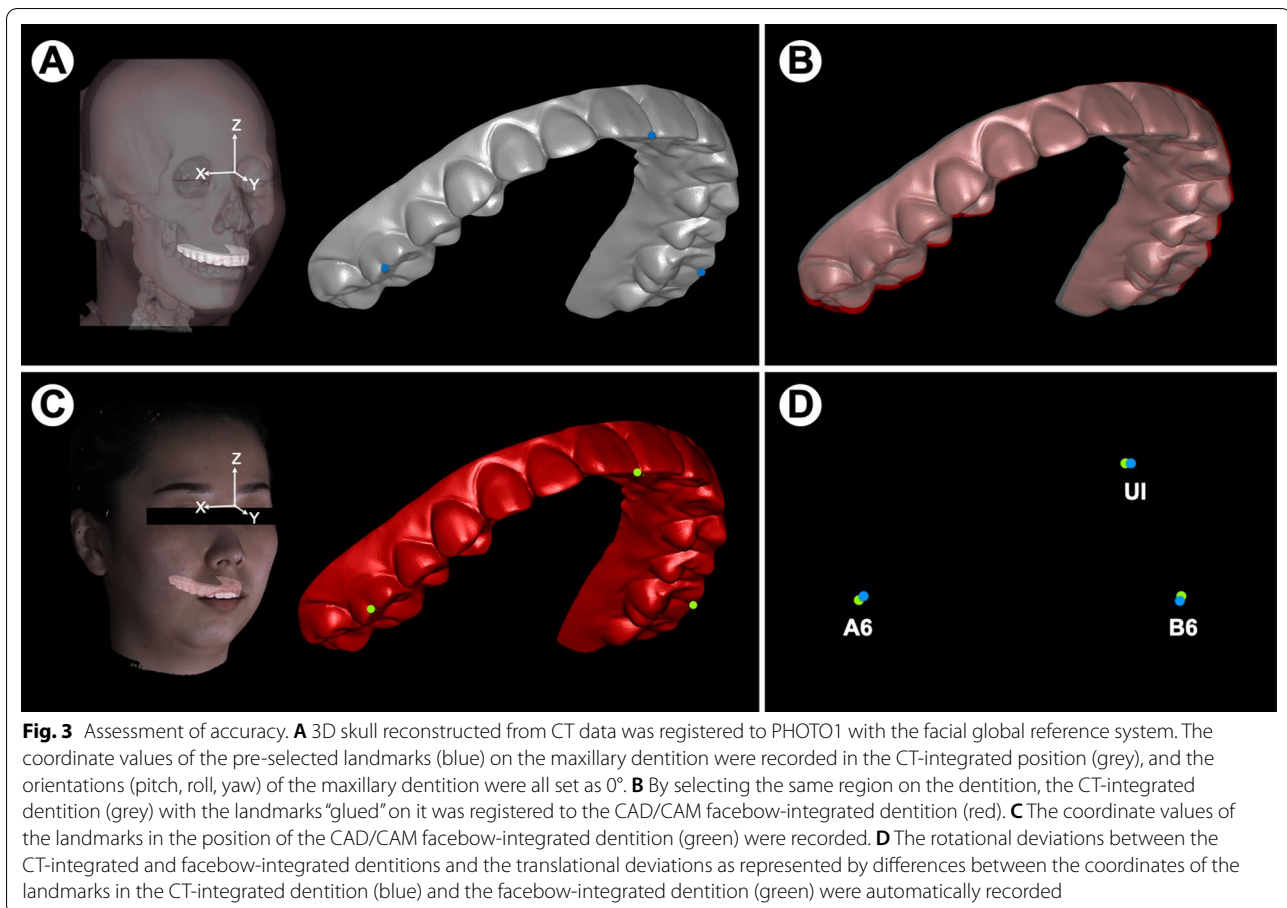 A
Z
X
Y
B
C
Z
X
Y
D
UI
A6
B6
Fig. 3 Assessment of accuracy. A 3D skull reconstructed from CT data was registered to PHOTO1 with the facial global reference system. The
coordinate values of the pre-selected landmarks (blue) on the maxillary dentition were recorded in the CT-integrated position (grey), and the
orientations (pitch, roll, yaw) of the maxillary dentition were all set as 0°. B By selecting the same region on the dentition, the CT-integrated
dentition (grey) with the landmarks “glued” on it was registered to the CAD/CAM facebow-integrated dentition (red). C The coordinate values of
the landmarks in the position of the CAD/CAM facebow-integrated dentition (green) were recorded. D The rotational deviations between the
CT-integrated and facebow-integrated dentitions and the translational deviations as represented by differences between the coordinates of the
landmarks in the CT-integrated dentition (blue) and the facebow-integrated dentition (green) were automatically recorded